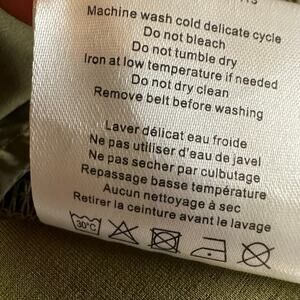 Machine wash cold delicate cycle
Do not bleach
Do not tumble dry
Iron at low temperature if needed
Do not dry clean
Remove belt before washing
Laver délicat eau froide
Ne pas utiliser d'eau de javel
Ne pas secher par culbutage
Repassage basse température
Aucun nettoyage à sec
Retirer la ceinture avant le lavage
30°C